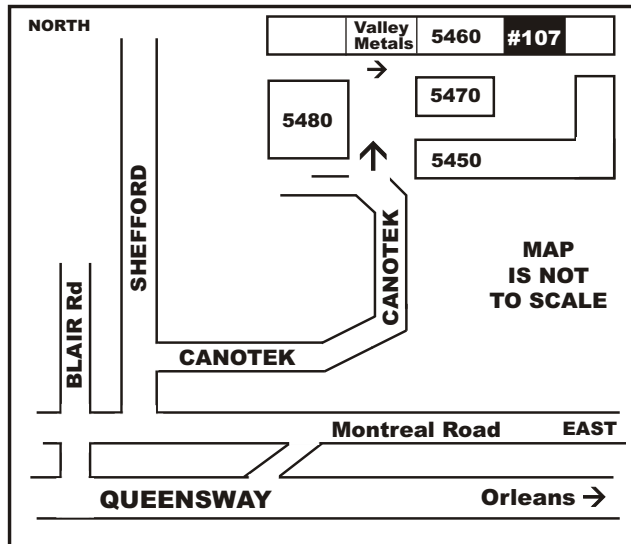 NORTH
Valley
Metals
5460
#107
5470
5480
5450
SHEFFORD
CANOTEK
MAP
IS NOT
TO SCALE
BLAIR Rd
CANOTEK
Montreal Road
EAST
QUEENSWAY
Orleans →